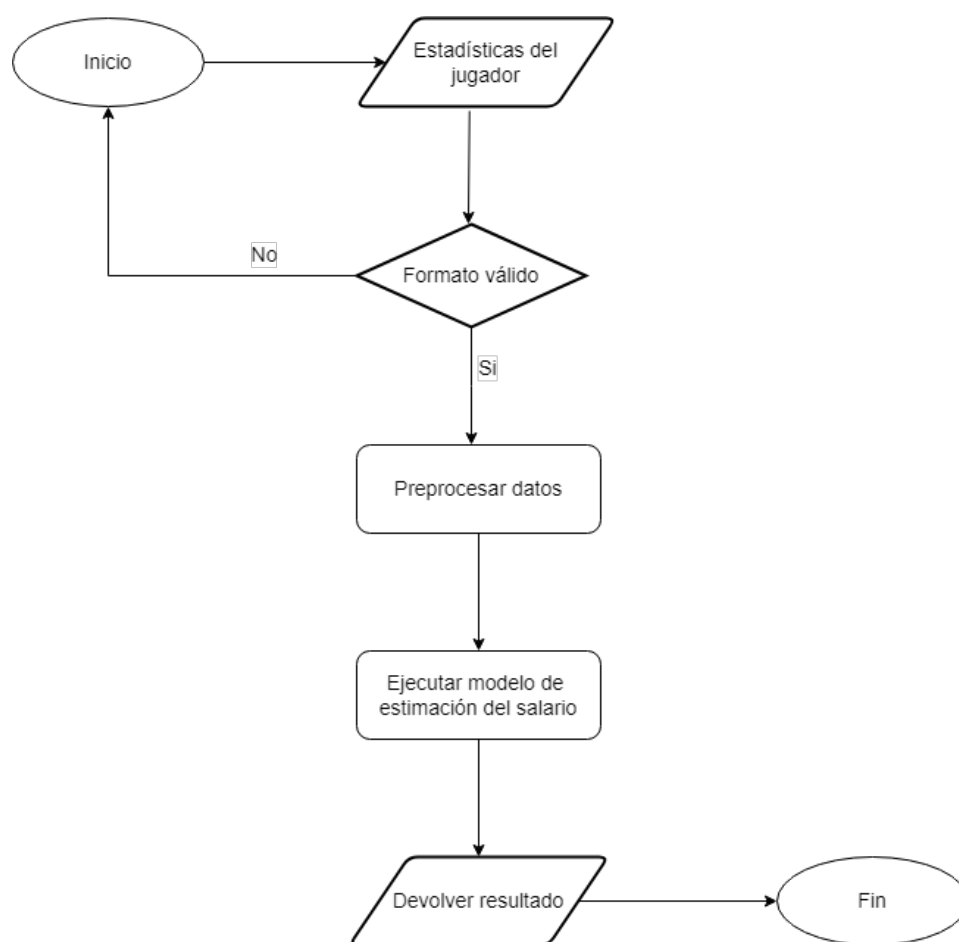 Inicio
Estadísticas del
jugador
No
Formato válido
Si
Preprocesar datos
Ejecutar modelo de
estimación del salario
Devolver resultado
Fin